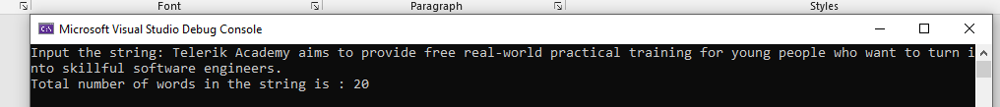 Font Paragraph Styles
Microsoft Visual Studio Debug Console
Input the string: Telerik Academy aims to provide free real-world practical training for young people who want to turn i
nto skillful software engineers.
Total number of words in the string is : 20